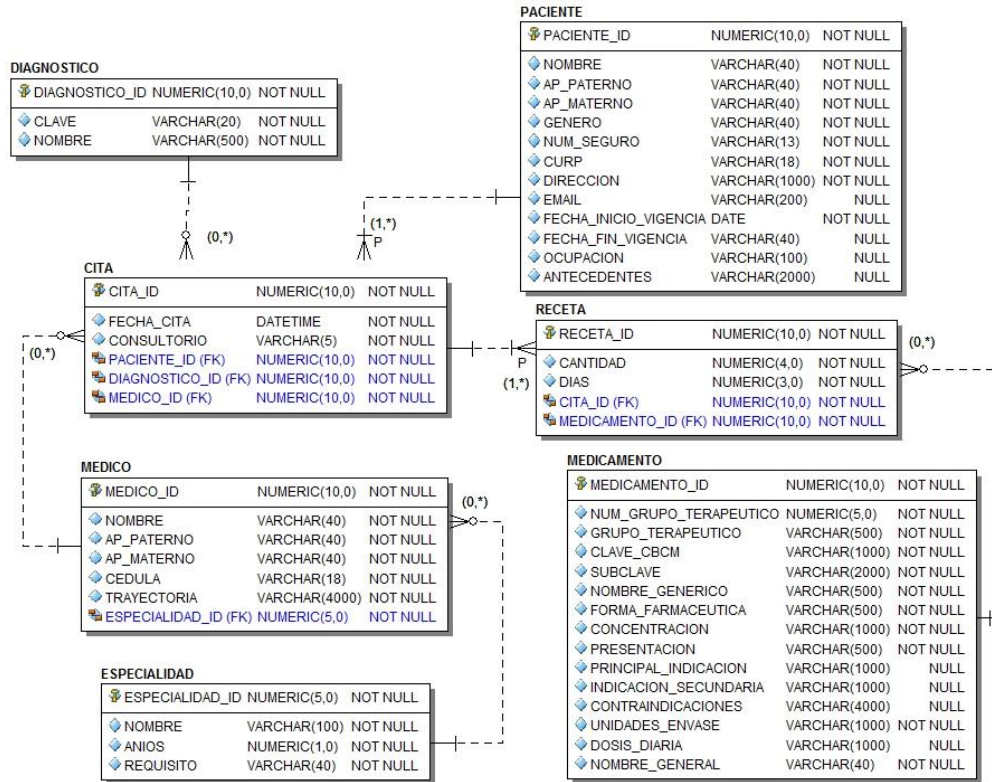 DIAGNOSTICO
DIAGNOSTICO_ID NUMERIC(10,0) NOT NULL
CLAVE VARCHAR(20) NOT NULL
NOMBRE VARCHAR(500) NOT NULL
(0,*)
PACIENTE
PACIENTE_ID NUMERIC(10,0) NOT NULL
NOMBRE VARCHAR(40) NOT NULL
AP_PATERNO VARCHAR(40) NOT NULL
AP_MATERNO VARCHAR(40) NOT NULL
GENERO VARCHAR(40) NOT NULL
NUM_SEGURO VARCHAR(13) NOT NULL
CURP VARCHAR(18) NOT NULL
DIRECCION VARCHAR(1000) NOT NULL
EMAIL VARCHAR(200) NULL
FECHA_INICIO_VIGENCIA DATE NOT NULL
FECHA_FIN_VIGENCIA VARCHAR(40) NULL
OCUPACION VARCHAR(100) NULL
ANTECEDENTES VARCHAR(2000) NULL
(1,*)
P
CITA
CITA_ID NUMERIC(10,0) NOT NULL
FECHA_CITA DATETIME NOT NULL
CONSULTORIO VARCHAR(5) NOT NULL
PACIENTE_ID (FK) NUMERIC(10,0) NOT NULL
DIAGNOSTICO_ID (FK) NUMERIC(10,0) NOT NULL
MEDICO_ID (FK) NUMERIC(10,0) NOT NULL
(0,*)
P
(1,*)
RECETA
RECETA_ID NUMERIC(10,0) NOT NULL
CANTIDAD NUMERIC(4,0) NOT NULL
DIAS NUMERIC(3,0) NOT NULL
CITA_ID (FK) NUMERIC(10,0) NOT NULL
MEDICAMENTO_ID (FK) NUMERIC(10,0) NOT NULL
(0,*)
MEDICO
MEDICO_ID NUMERIC(10,0) NOT NULL
NOMBRE VARCHAR(40) NOT NULL
AP_PATERNO VARCHAR(40) NOT NULL
AP_MATERNO VARCHAR(40) NOT NULL
CEDULA VARCHAR(18) NOT NULL
TRAYECTORIA VARCHAR(4000) NOT NULL
ESPECIALIDAD_ID (FK) NUMERIC(5,0) NOT NULL
(0,*)
MEDICAMENTO
MEDICAMENTO_ID NUMERIC(10,0) NOT NULL
NUM_GRUPO_TERAPEUTICO NUMERIC(5,0) NOT NULL
GRUPO_TERAPEUTICO VARCHAR(500) NOT NULL
CLAVE_CBCM VARCHAR(1000) NOT NULL
SUBCLAVE VARCHAR(2000) NOT NULL
NOMBRE_GENERICO VARCHAR(500) NOT NULL
FORMA_FARMACEUTICA VARCHAR(500) NOT NULL
CONCENTRACION VARCHAR(1000) NOT NULL
PRESENTACION VARCHAR(500) NOT NULL
PRINCIPAL_INDICACION VARCHAR(1000) NULL
INDICACION_SECUNDARIA VARCHAR(1000) NULL
CONTRAINDICACIONES VARCHAR(4000) NULL
UNIDADES_ENVASE VARCHAR(1000) NOT NULL
DOSIS_DIARIA VARCHAR(1000) NULL
NOMBRE_GENERAL VARCHAR(40) NOT NULL
ESPECIALIDAD
ESPECIALIDAD_ID NUMERIC(5,0) NOT NULL
NOMBRE VARCHAR(100) NOT NULL
ANIOS NUMERIC(1,0) NOT NULL
REQUISITO VARCHAR(40) NOT NULL